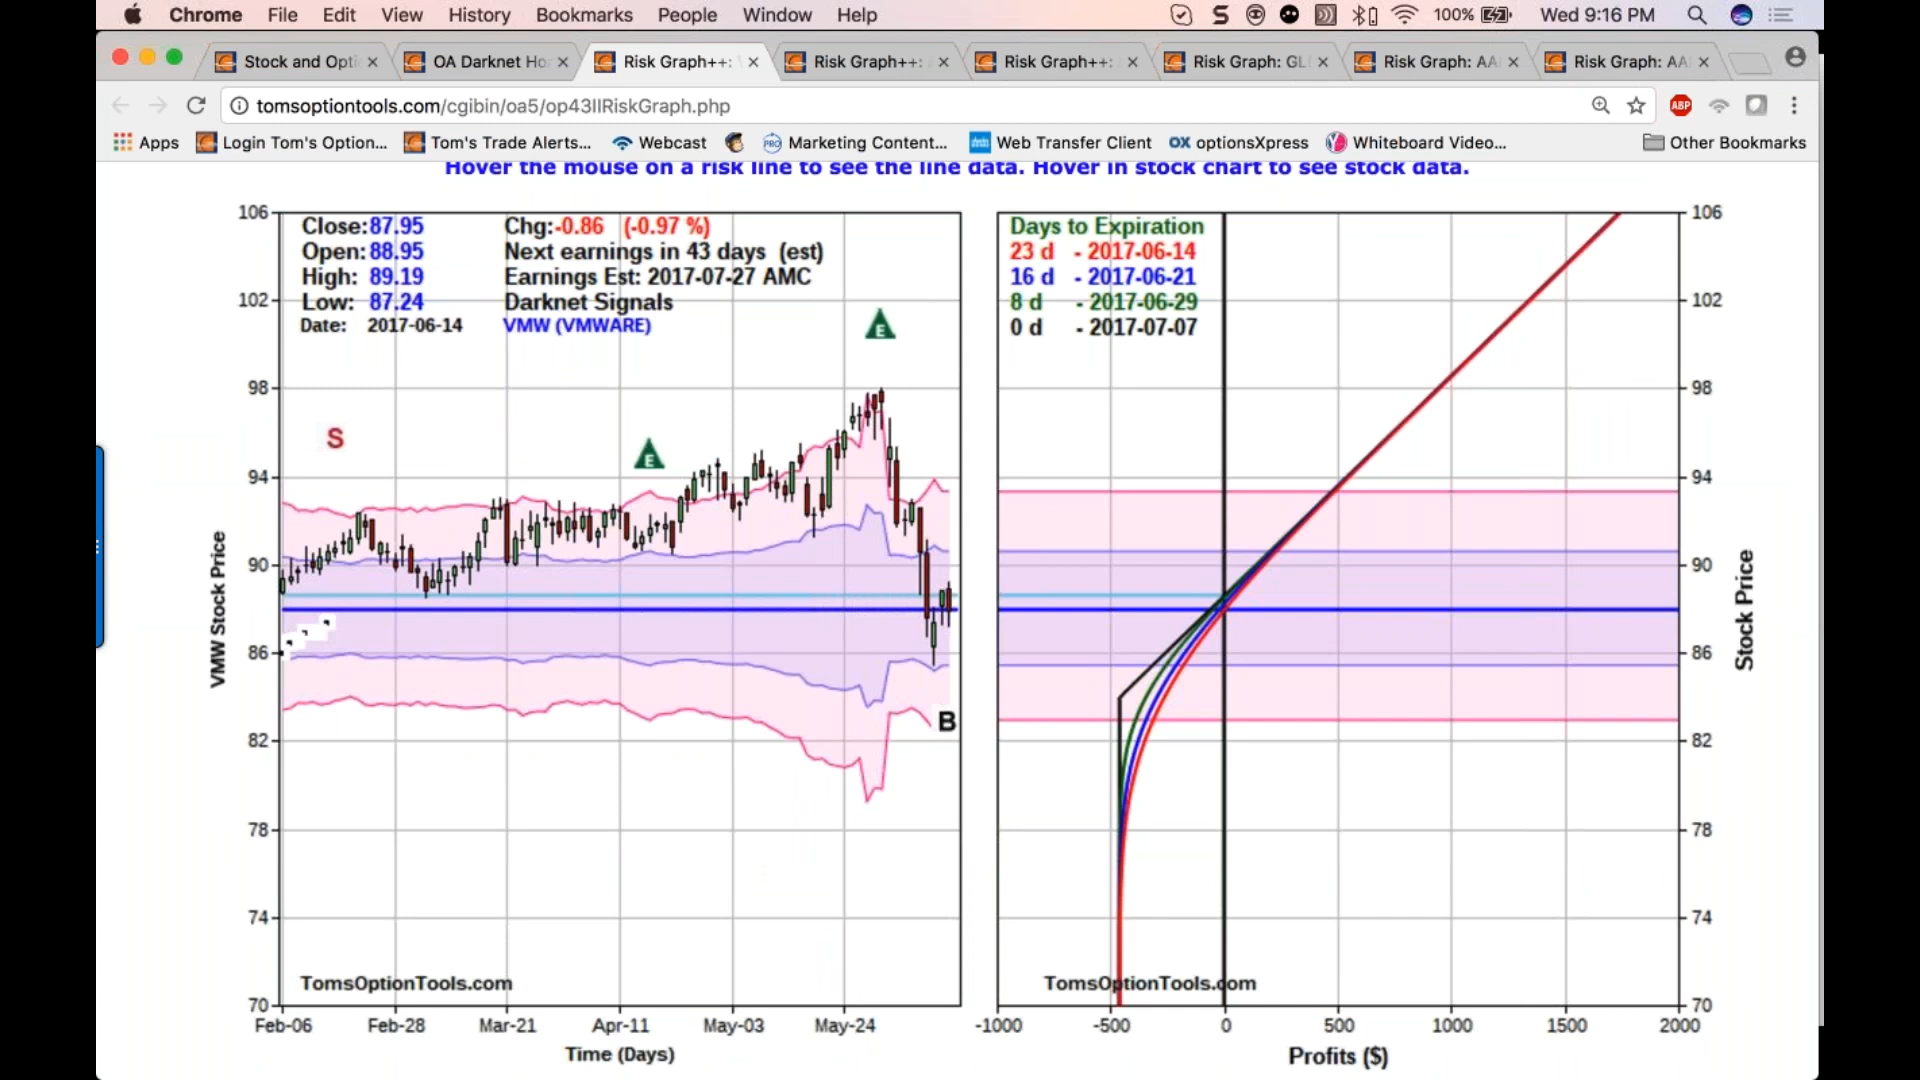 Chrome File Edit View History Bookmarks People Window Help 100% Wed 9:16 PM
Stock and Opti OA Darknet Ho Risk Graph++: Risk Graph++: Risk Graph++: Risk Graph: GL Risk Graph: AA Risk Graph: AA
tomsoptiontools.com/cgibin/oa5/op43IIRiskGraph.php ABP
Apps Login Tom's Option... Tom's Trade Alerts... Webcast PRO Marketing Content... Web Transfer Client OX optionsXpress Whiteboard Video... Other Bookmarks
Hover the mouse on a risk line to see the line data. Hover in stock chart to see stock data.
Close:87.95 Chg:-0.86 (-0.97 %)
Open:88.95 Next earnings in 43 days (est)
High: 89.19 Earnings Est: 2017-07-27 AMC
Low: 87.24 Darknet Signals
Date: 2017-06-14 VMW (VMWARE)
106
102
98
94
90
86
82
78
74
70
VMW Stock Price
S
E
E
B
TomsOptionTools.com
Feb-06 Feb-28 Mar-21 Apr-11 May-03 May-24
Time (Days)
Days to Expiration
23 d - 2017-06-14
16 d - 2017-06-21
8 d - 2017-06-29
0 d - 2017-07-07
TomsOptionTools.com
106
102
98
94
90
86
82
78
74
70
Stock Price
-1000 -500 0 500 1000 1500 2000
Profits ($)